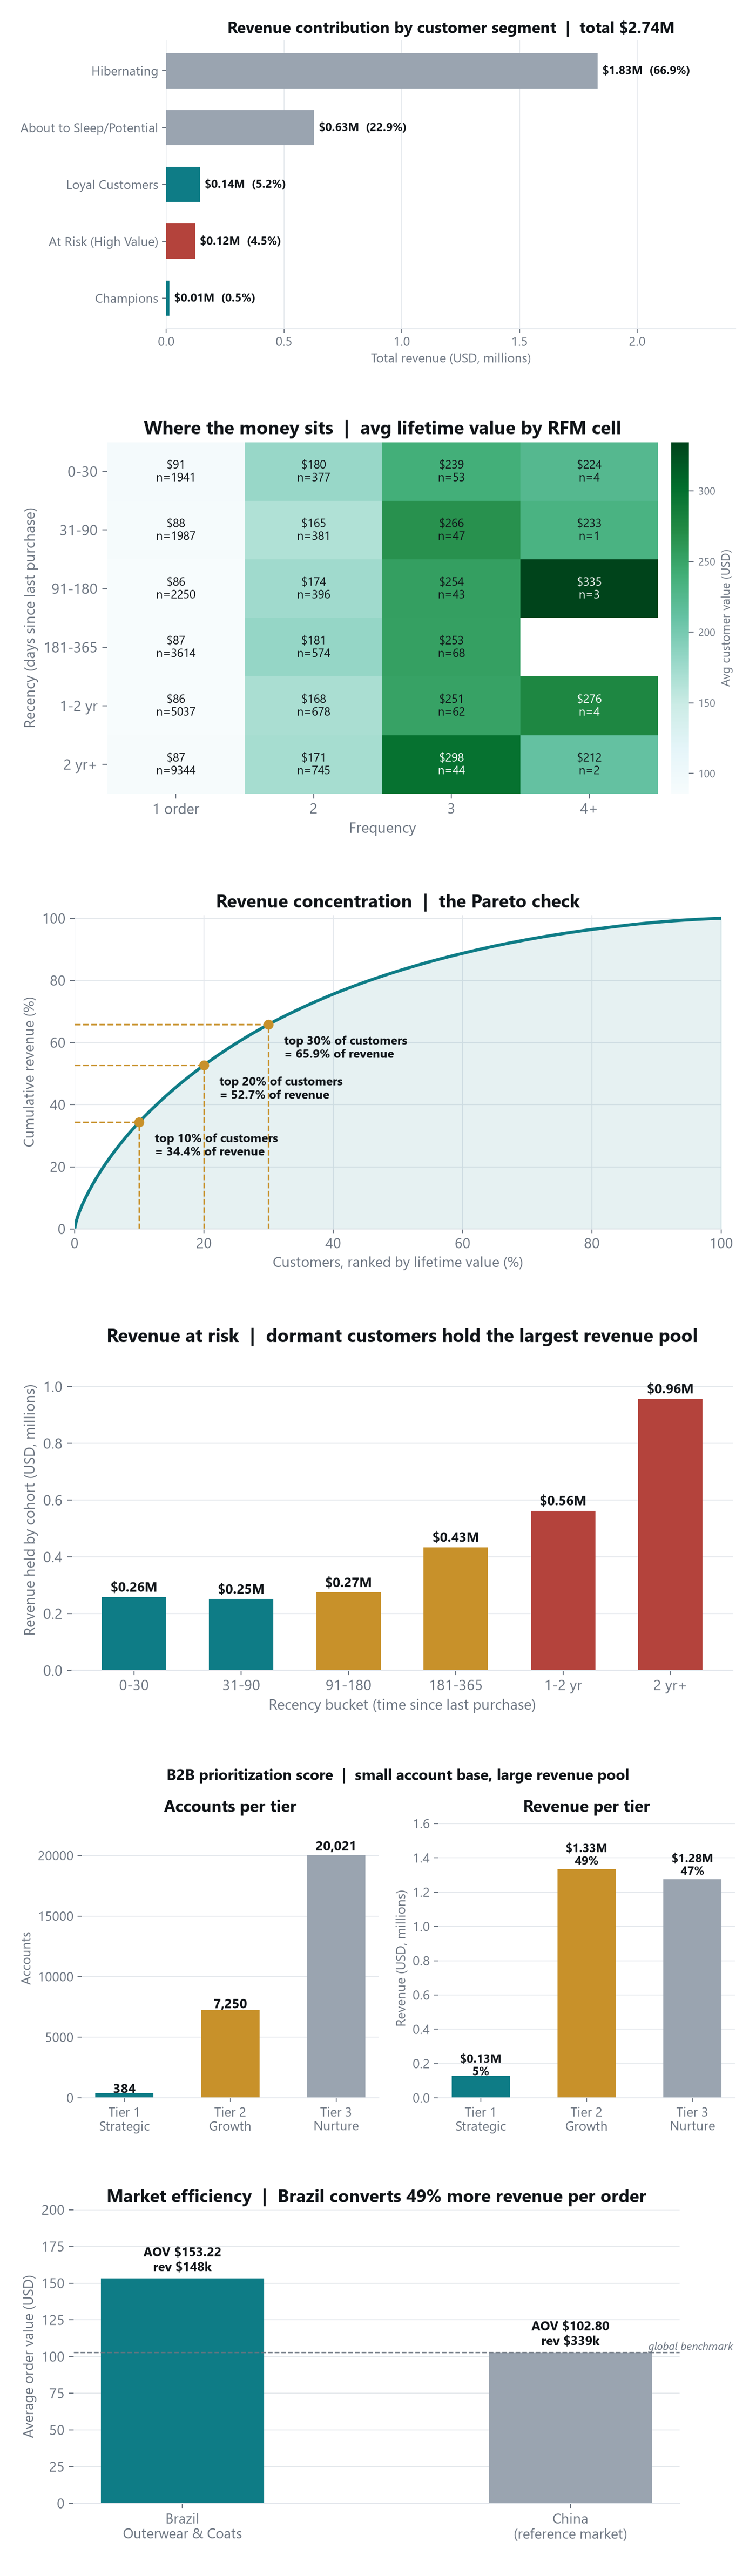 Revenue contribution by customer segment | total $2.74M
Hibernating
$1.83M (66.9%)
About to Sleep/Potential
$0.63M (22.9%)
Loyal Customers
$0.14M (5.2%)
At Risk (High Value)
$0.12M (4.5%)
Champions
$0.01M (0.5%)
0.0 0.5 1.0 1.5 2.0
Total revenue (USD, millions)
Where the money sits | avg lifetime value by RFM cell
Recency (days since last purchase)
0-30
$91 $180 $239 $224
n=1941 n=377 n=53 n=4
31-90
$88 $165 $266 $233
n=1987 n=381 n=47 n=1
91-180
$86 $174 $254 $335
n=2250 n=396 n=43 n=3
181-365
$87 $181 $253
n=3614 n=574 n=68
1-2 yr
$86 $168 $251 $276
n=5037 n=678 n=62 n=4
2 yr+
$87 $171 $298 $212
n=9344 n=745 n=44 n=2
1 order 2 3 4+
Frequency
300
250
200
150
100
Avg customer value (USD)
Revenue concentration | the Pareto check
Cumulative revenue (%)
100
80
60
40
20
0
top 30% of customers
= 65.9% of revenue
top 20% of customers
= 52.7% of revenue
top 10% of customers
= 34.4% of revenue
0 20 40 60 80 100
Customers, ranked by lifetime value (%)
Revenue at risk | dormant customers hold the largest revenue pool
Revenue held by cohort (USD, millions)
1.0
0.8
0.6
0.4
0.2
0.0
$0.26M
$0.25M
$0.27M
$0.43M
$0.56M
$0.96M
0-30 31-90 91-180 181-365 1-2 yr 2 yr+
Recency bucket (time since last purchase)
B2B prioritization score | small account base, large revenue pool
Accounts per tier
Accounts
20000
15000
10000
5000
0
384
7,250
20,021
Tier 1
Strategic
Tier 2
Growth
Tier 3
Nurture
Revenue per tier
Revenue (USD, millions)
1.6
1.4
1.2
1.0
0.8
0.6
0.4
0.2
0.0
$0.13M
5%
$1.33M
49%
$1.28M
47%
Tier 1
Strategic
Tier 2
Growth
Tier 3
Nurture
Market efficiency | Brazil converts 49% more revenue per order
Average order value (USD)
200
175
150
125
100
75
50
25
0
AOV $153.22
rev $148k
AOV $102.80
rev $339k
global benchmark
Brazil
Outerwear & Coats
China
(reference market)